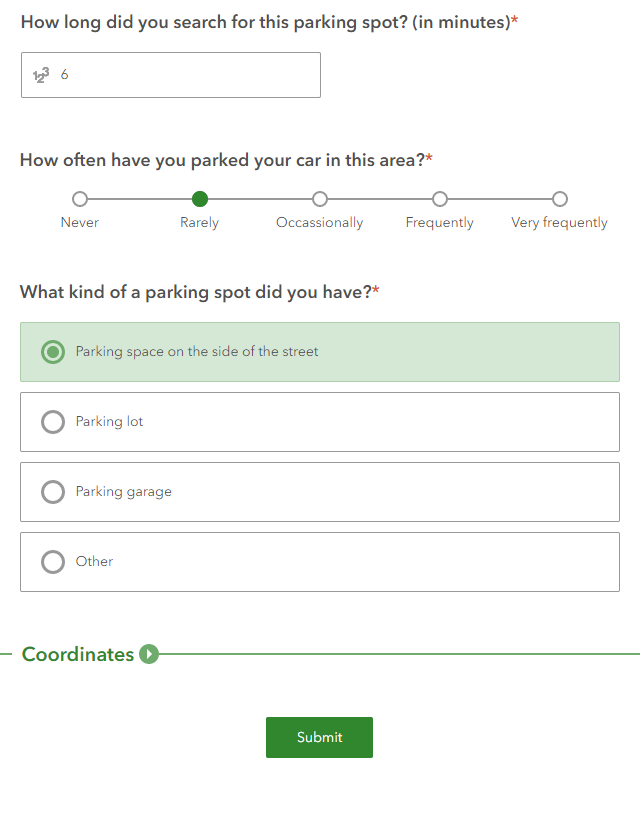 How long did you search for this parking spot? (in minutes)*
123 6
How often have you parked your car in this area?*
Never Rarely Occassionally Frequently Very frequently
What kind of a parking spot did you have?*
Parking space on the side of the street
Parking lot
Parking garage
Other
Coordinates
Submit